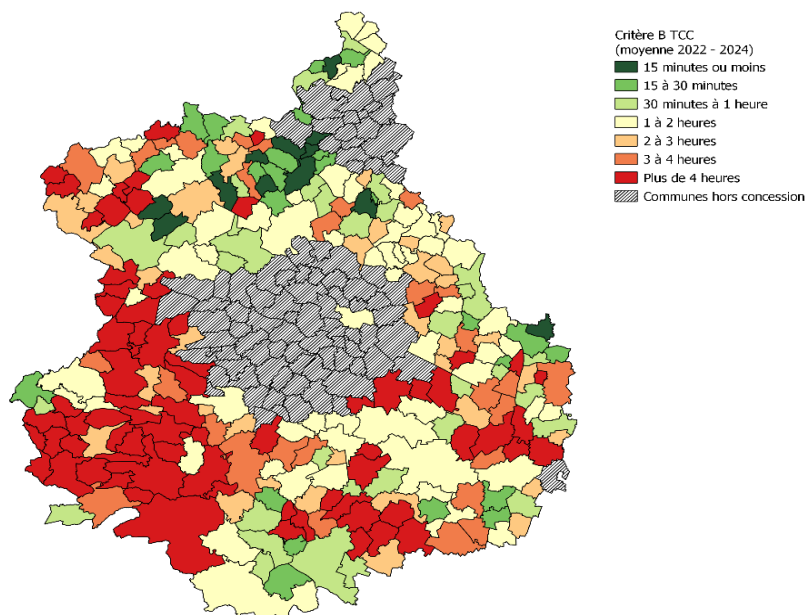 Critère B TCC
(moyenne 2022 - 2024)
15 minutes ou moins
15 à 30 minutes
30 minutes à 1 heure
1 à 2 heures
2 à 3 heures
3 à 4 heures
Plus de 4 heures
Communes hors concession